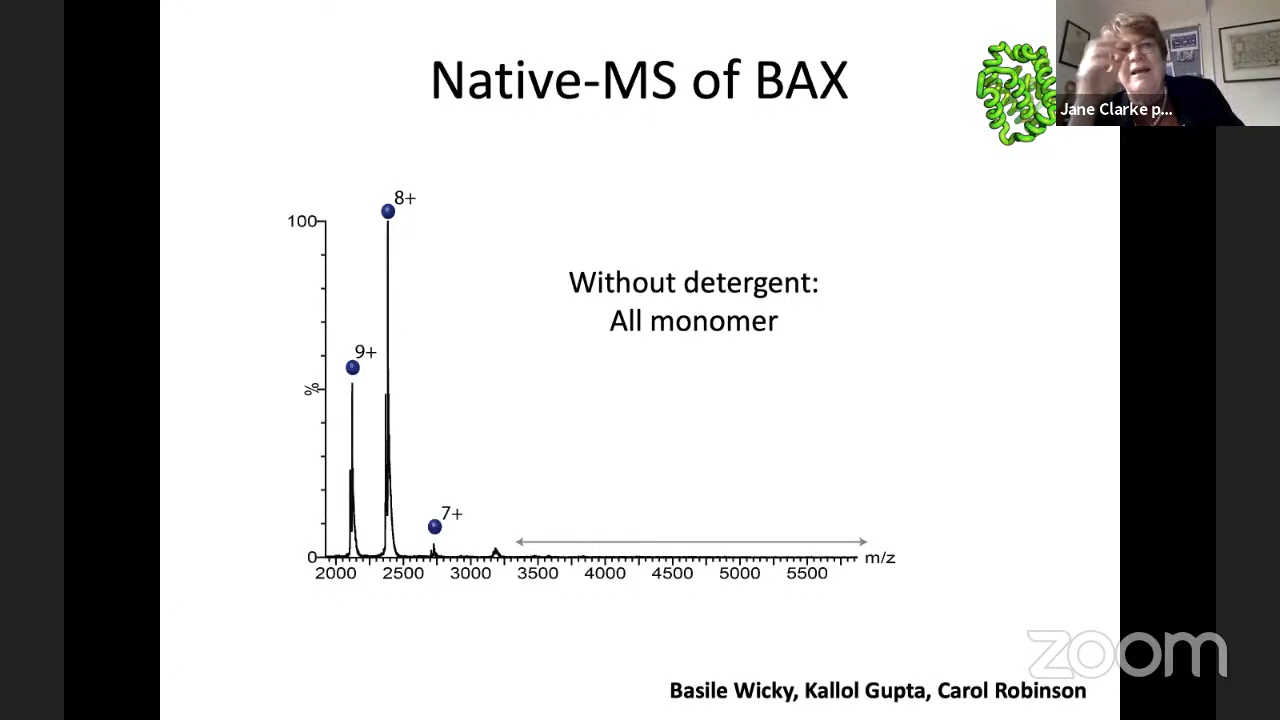 Native-MS of BAX
Jane Clarke p...
8+
100
Without detergent:
All monomer
9+
%
7+
0
m/z
2000 2500 3000 3500 4000 4500 5000 5500
zoom
Basile Wicky, Kallol Gupta, Carol Robinson